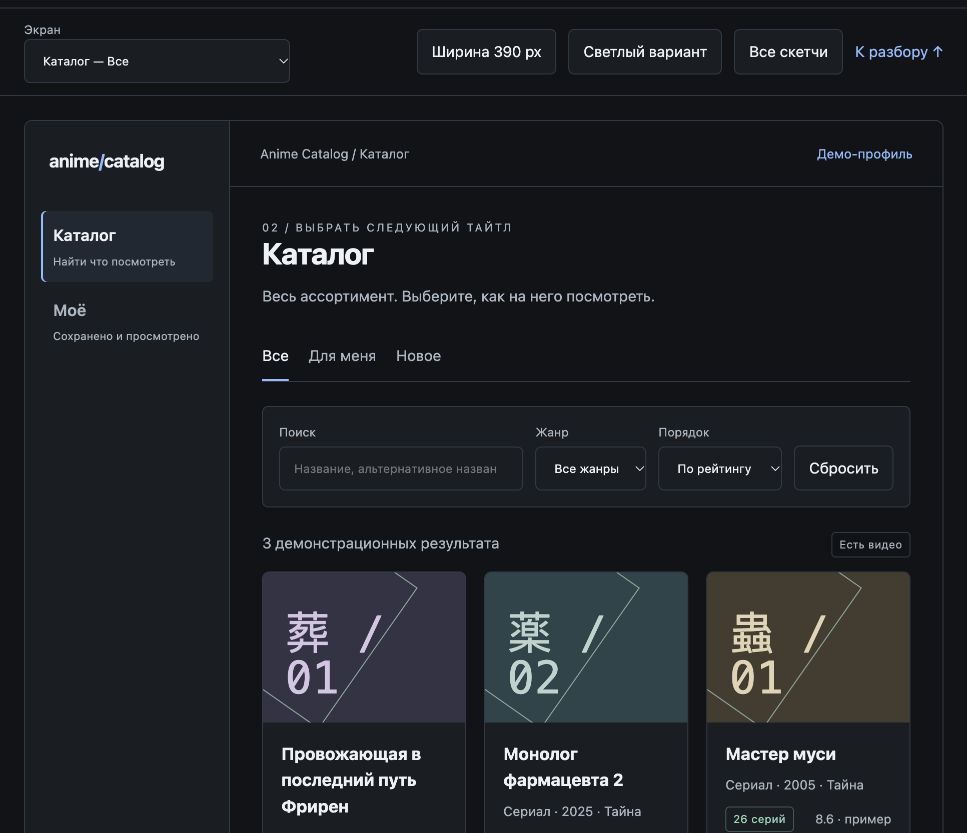 Экран
Каталог — Все
Ширина 390 px
Светлый вариант
Все скетчи
К разбору ↑
anime/catalog
Каталог
Найти что посмотреть
Моё
Сохранено и просмотрено
Anime Catalog / Каталог
Демо-профиль
02 / ВЫБРАТЬ СЛЕДУЮЩИЙ ТАЙТЛ
Каталог
Весь ассортимент. Выберите, как на него посмотреть.
Все
Для меня
Новое
Поиск
Название, альтернативное назван
Жанр
Все жанры
Порядок
По рейтингу
Сбросить
3 демонстрационных результата
Есть видео
葬 /
01
Провожающая в
последний путь
Фрирен
薬 /
02
Монолог
фармацевта 2
Сериал · 2025 · Тайна
蟲 /
01
Мастер муси
Сериал · 2005 · Тайна
26 серий
8.6 · пример